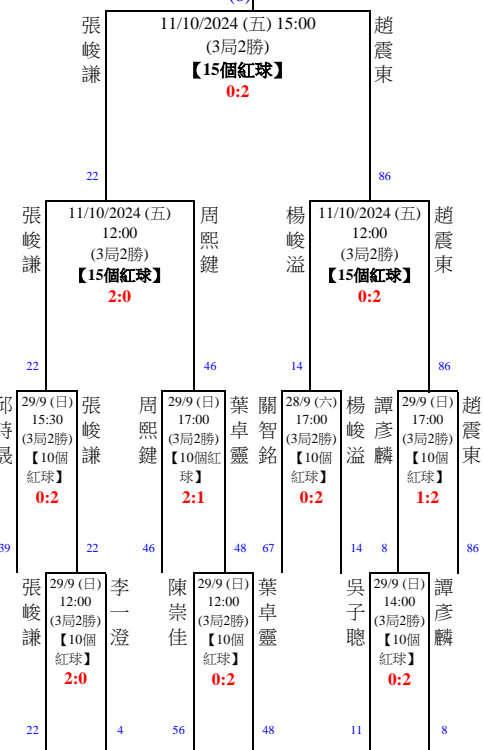 張峻謙
11/10/2024 (五) 15:00
(3局2勝)
【15個紅球】
0:2
趙震東
22
86
張峻謙
11/10/2024 (五)
12:00
(3局2勝)
【15個紅球】
2:0
周熙鍵
楊峻溢
11/10/2024 (五)
12:00
(3局2勝)
【15個紅球】
0:2
趙震東
22
46
14
86
邱時晟
29/9 (日)
15:30
(3局2勝)
【10個
紅球】
0:2
張峻謙
周熙鍵
29/9 (日)
17:00
(3局2勝)
【10個紅
球】
2:1
葉卓靈
關智銘
28/9 (六)
17:00
(3局2勝)
【10個
紅球】
0:2
楊峻溢
譚彥麟
29/9 (日)
17:00
(3局2勝)
【10個
紅球】
1:2
趙震東
39
22
46
48
67
14
8
86
張峻謙
29/9 (日)
12:00
(3局2勝)
【10個
紅球】
2:0
李一澄
陳崇佳
29/9 (日)
12:00
(3局2勝)
【10個
紅球】
0:2
葉卓靈
吳子聰
29/9 (日)
14:00
(3局2勝)
【10個
紅球】
0:2
譚彥麟
22
4
56
48
11
8